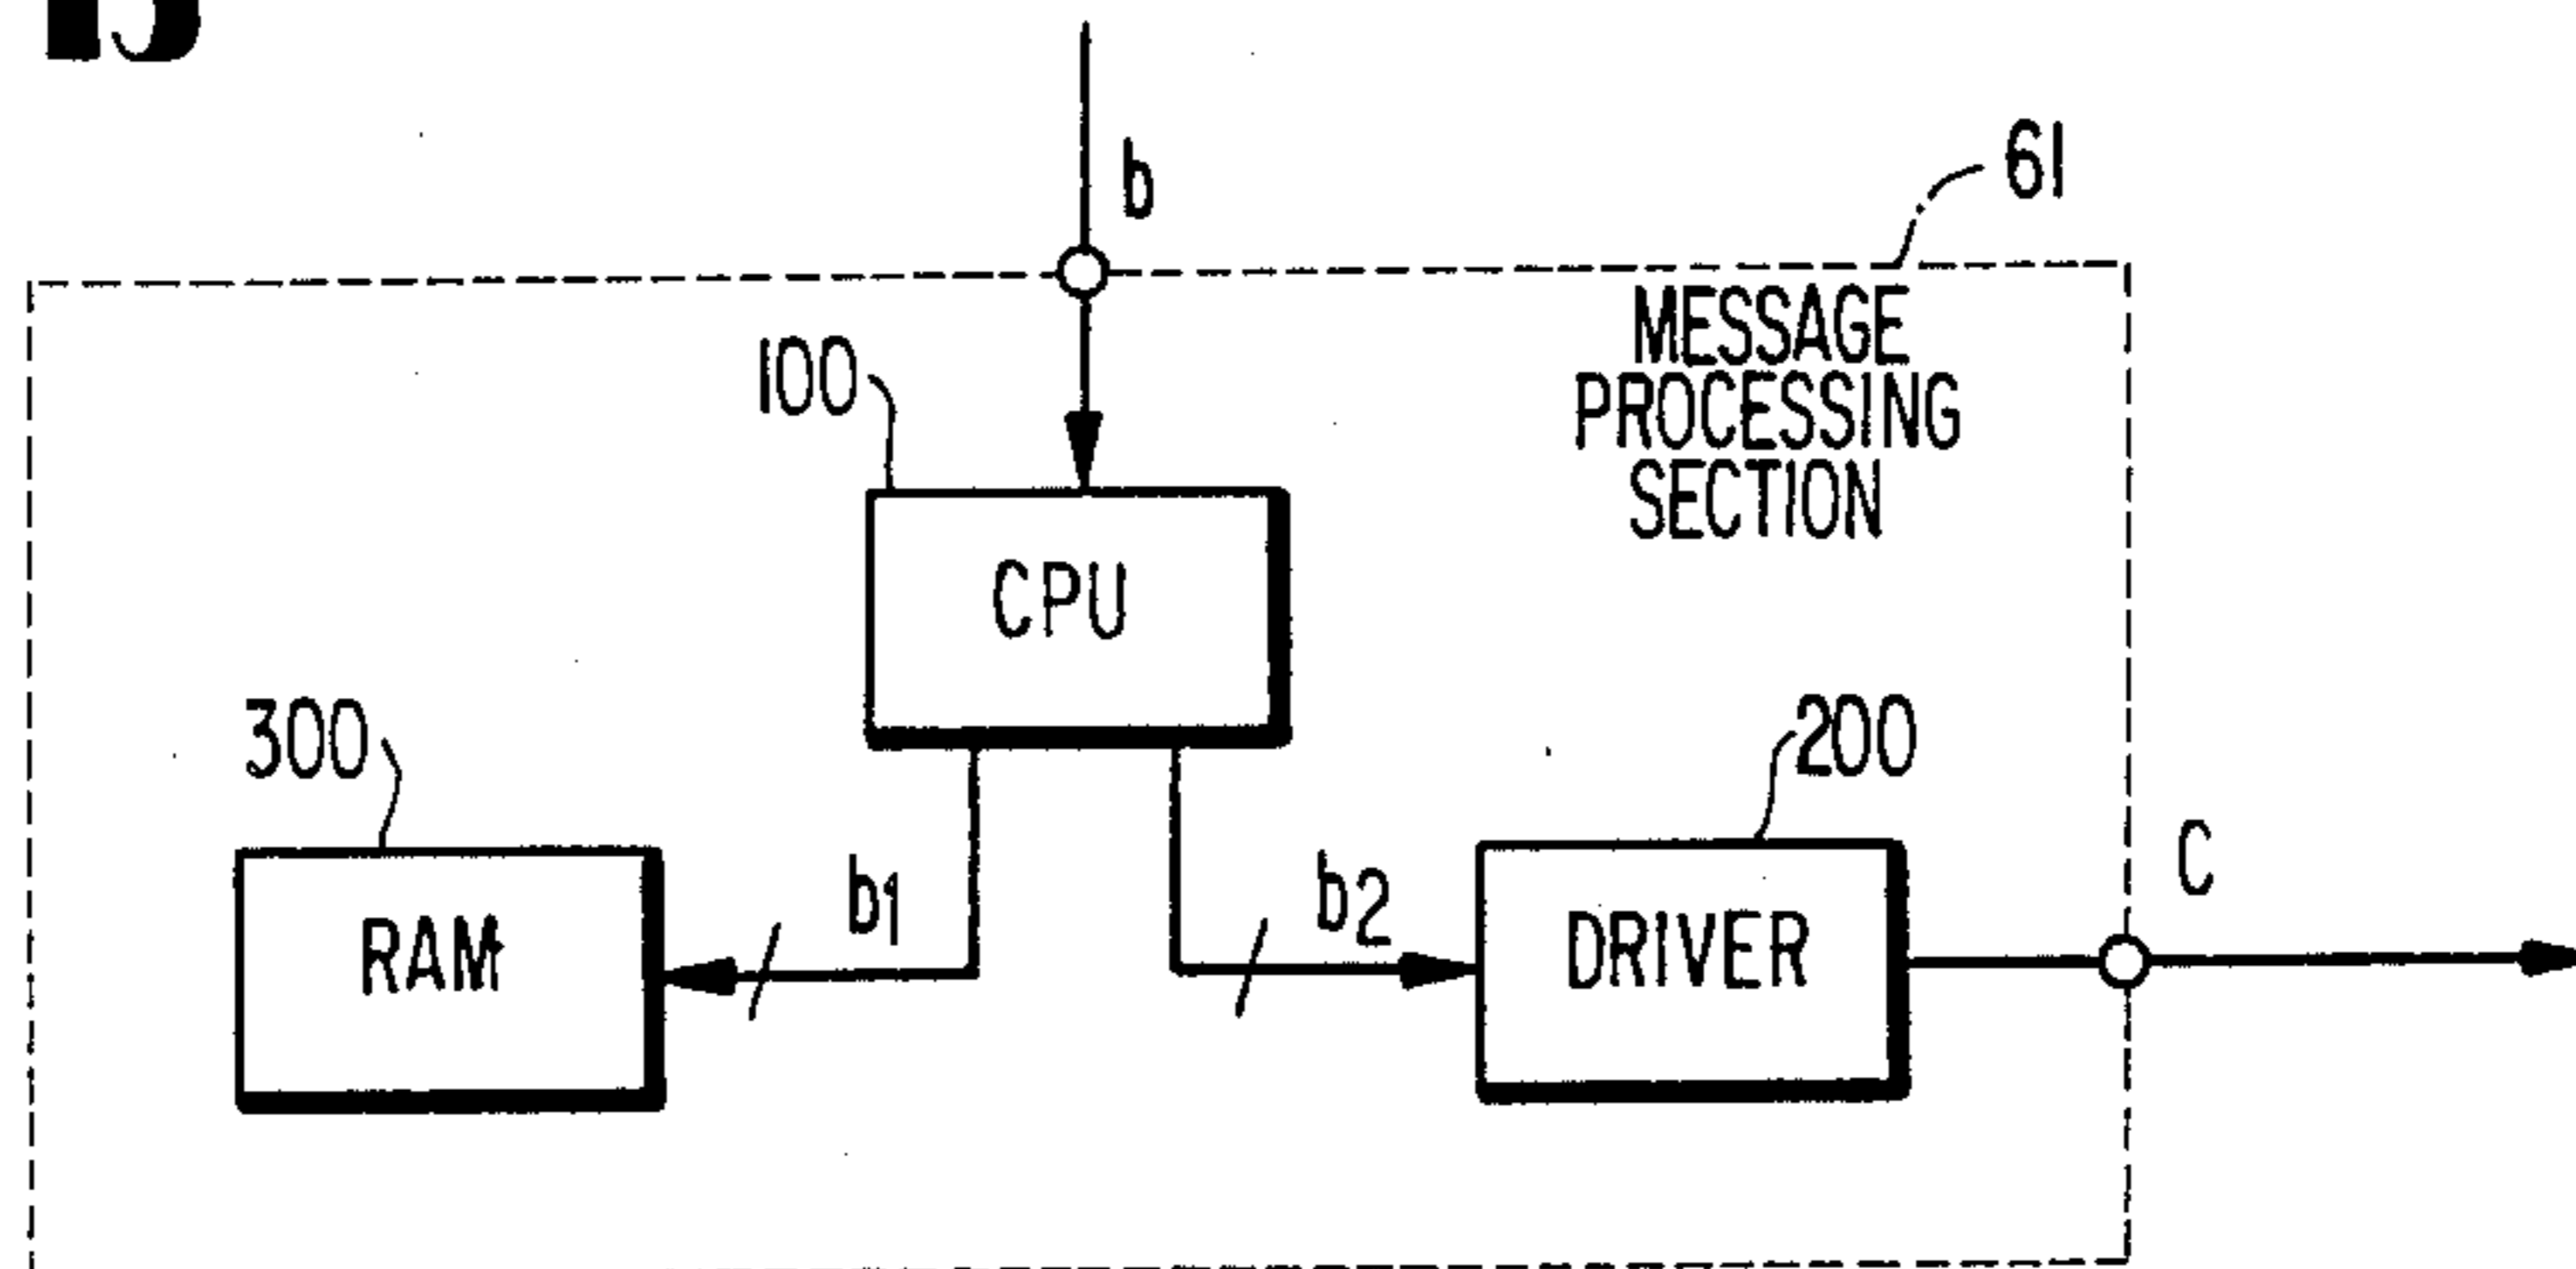 b
61
MESSAGE
PROCESSING
SECTION
100
CPU
300
200
RAM
b1
b2
DRIVER
C